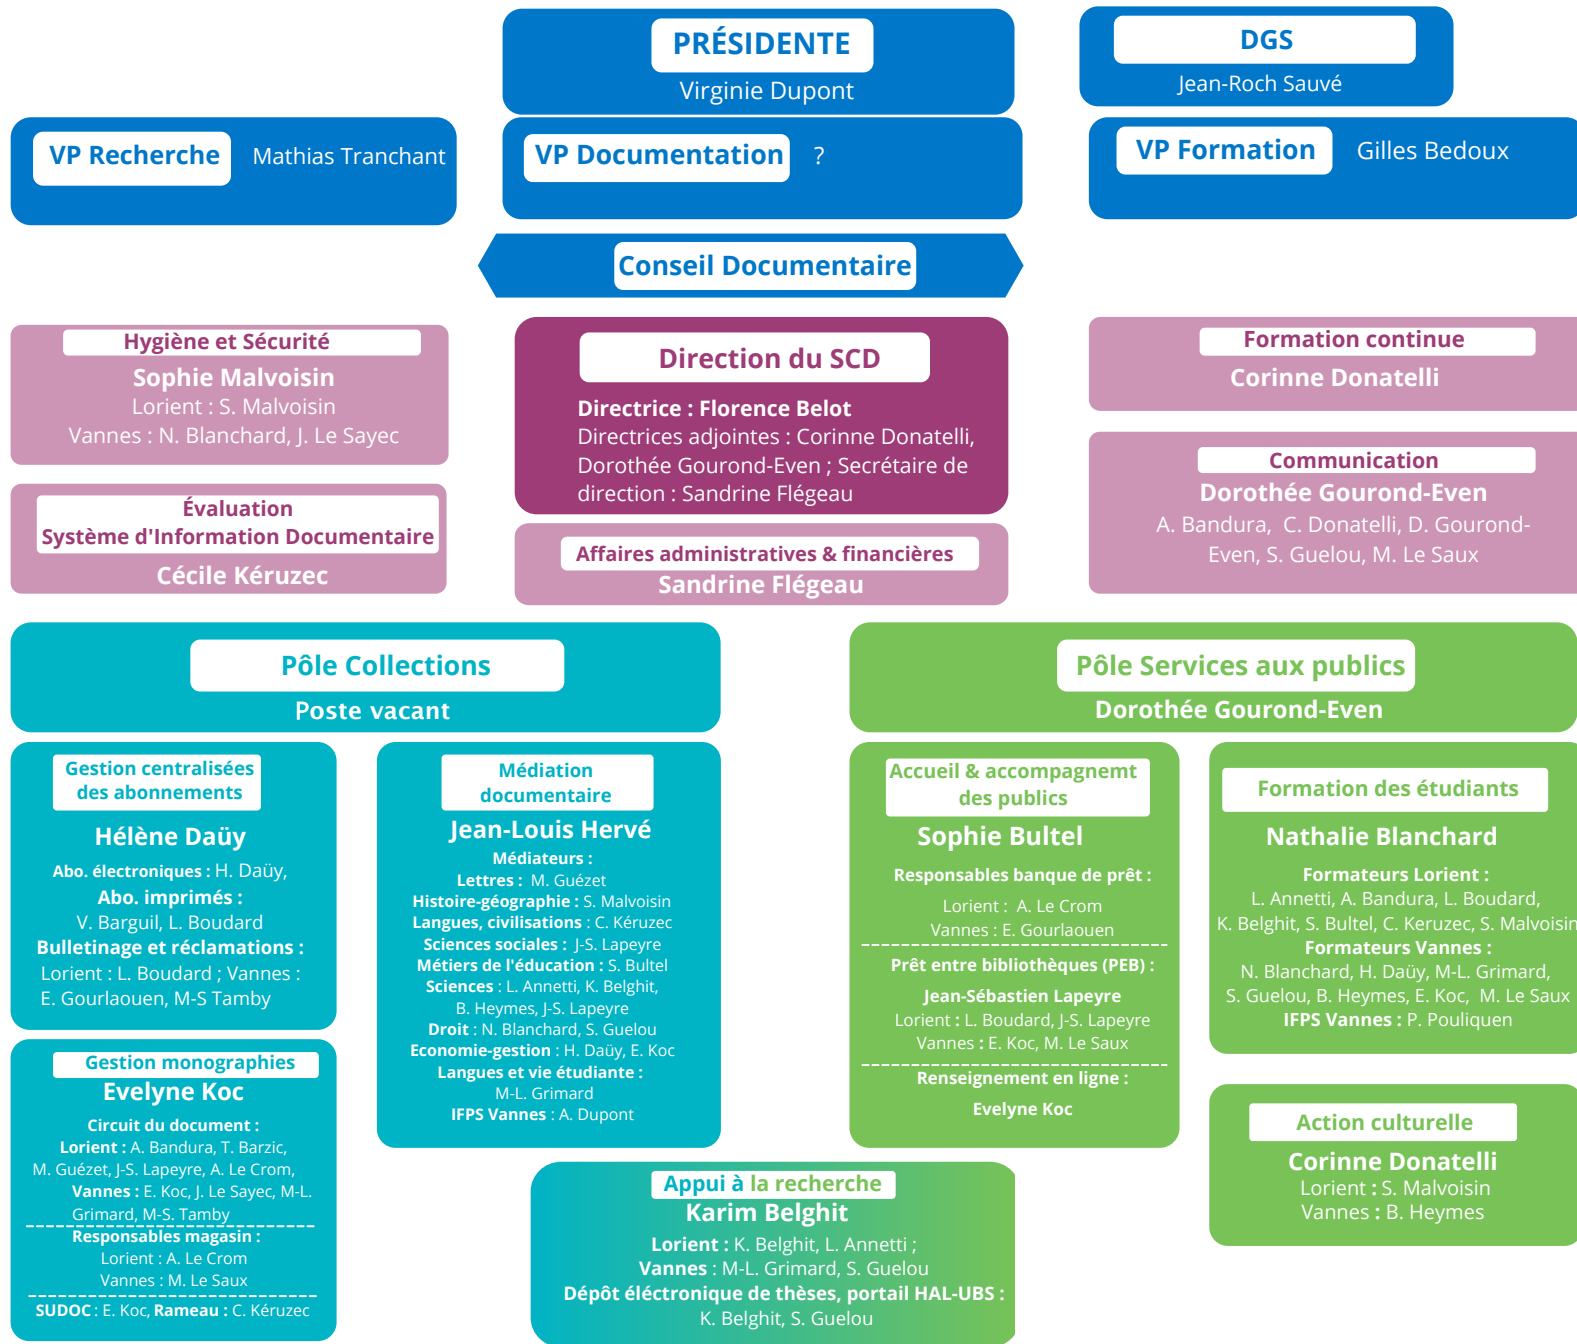 PRÉSIDENTE
Virginie Dupont
DGS
Jean-Roch Sauvé
VP Recherche Mathias Tranchant
VP Documentation ?
VP Formation Gilles Bedoux
Conseil Documentaire
Hygiène et Sécurité
Sophie Malvoisin
Lorient : S. Malvoisin
Vannes : N. Blanchard, J. Le Sayec
Évaluation
Système d'Information Documentaire
Cécile Kéruzec
Direction du SCD
Directrice : Florence Belot
Directrices adjointes : Corinne Donatelli,
Dorothée Gourond-Even ; Secrétaire de
direction : Sandrine Flégeau
Affaires administratives & financières
Sandrine Flégeau
Formation continue
Corinne Donatelli
Communication
Dorothée Gourond-Even
A. Bandura, C. Donatelli, D. Gourond-
Even, S. Guelou, M. Le Saux
Pôle Collections
Poste vacant
Gestion centralisées
des abonnements
Hélène Daüy
Abo. électroniques : H. Daüy,
Abo. imprimés :
V. Barguil, L. Boudard
Bulletinage et réclamations :
Lorient : L. Boudard ; Vannes :
E. Gourlaouen, M-S Tamby
Gestion monographies
Evelyne Koc
Circuit du document :
Lorient : A. Bandura, T. Barzic,
M. Guézet, J-S. Lapeyre, A. Le Crom,
Vannes : E. Koc, J. Le Sayec, M-L.
Grimard, M-S. Tamby
Responsables magasin :
Lorient : A. Le Crom
Vannes : M. Le Saux
SUDOC : E. Koc, Rameau : C. Kéruzec
Médiation
documentaire
Jean-Louis Hervé
Médiateurs :
Lettres : M. Guézet
Histoire-géographie : S. Malvoisin
Langues, civilisations : C. Kéruzec
Sciences sociales : J-S. Lapeyre
Métiers de l'éducation : S. Bultel
Sciences : L. Annetti, K. Belghit,
B. Heymes, J-S. Lapeyre
Droit : N. Blanchard, S. Guelou
Economie-gestion : H. Daüy, E. Koc
Langues et vie étudiante :
M-L. Grimard
IFPS Vannes : A. Dupont
Pôle Services aux publics
Dorothée Gourond-Even
Accueil & accompagnemt
des publics
Sophie Bultel
Responsables banque de prêt :
Lorient : A. Le Crom
Vannes : E. Gourlaouen
Prêt entre bibliothèques (PEB) :
Jean-Sébastien Lapeyre
Lorient : L. Boudard, J-S. Lapeyre
Vannes : E. Koc, M. Le Saux
Renseignement en ligne :
Evelyne Koc
Formation des étudiants
Nathalie Blanchard
Formateurs Lorient :
L. Annetti, A. Bandura, L. Boudard,
K. Belghit, S. Bultel, C. Keruzec, S. Malvoisin
Formateurs Vannes :
N. Blanchard, H. Daüy, M-L. Grimard,
S. Guelou, B. Heymes, E. Koc, M. Le Saux
IFPS Vannes : P. Pouliquen
Action culturelle
Corinne Donatelli
Lorient : S. Malvoisin
Vannes : B. Heymes
Appui à la recherche
Karim Belghit
Lorient : K. Belghit, L. Annetti ;
Vannes : M-L. Grimard, S. Guelou
Dépôt éléctronique de thèses, portail HAL-UBS :
K. Belghit, S. Guelou